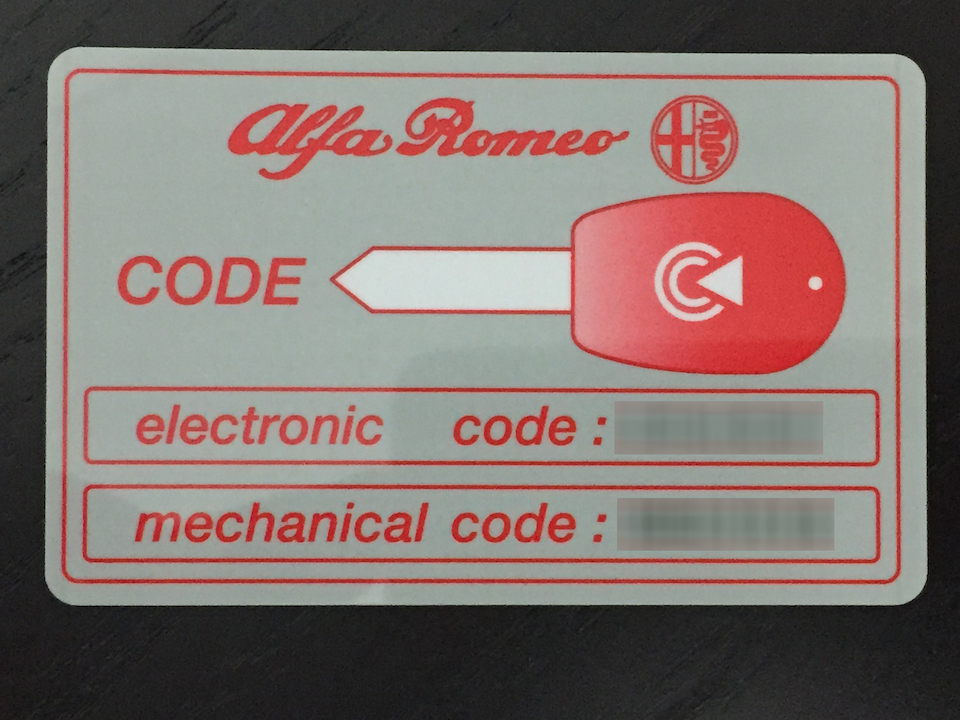 Alfa Romeo
CODE
electronic code :
mechanical code :